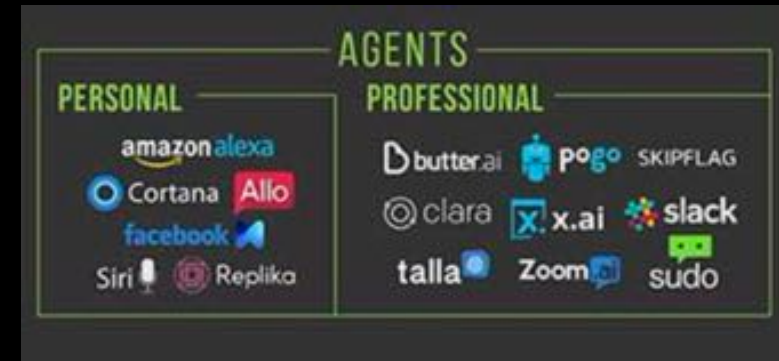 AGENTS
PERSONAL
amazon alexa
Cortana Allo
facebook M
Siri Replika
PROFESSIONAL
butter.ai pogo SKIPFLAG
clara x.ai slack
talla Zoom.ai sudo